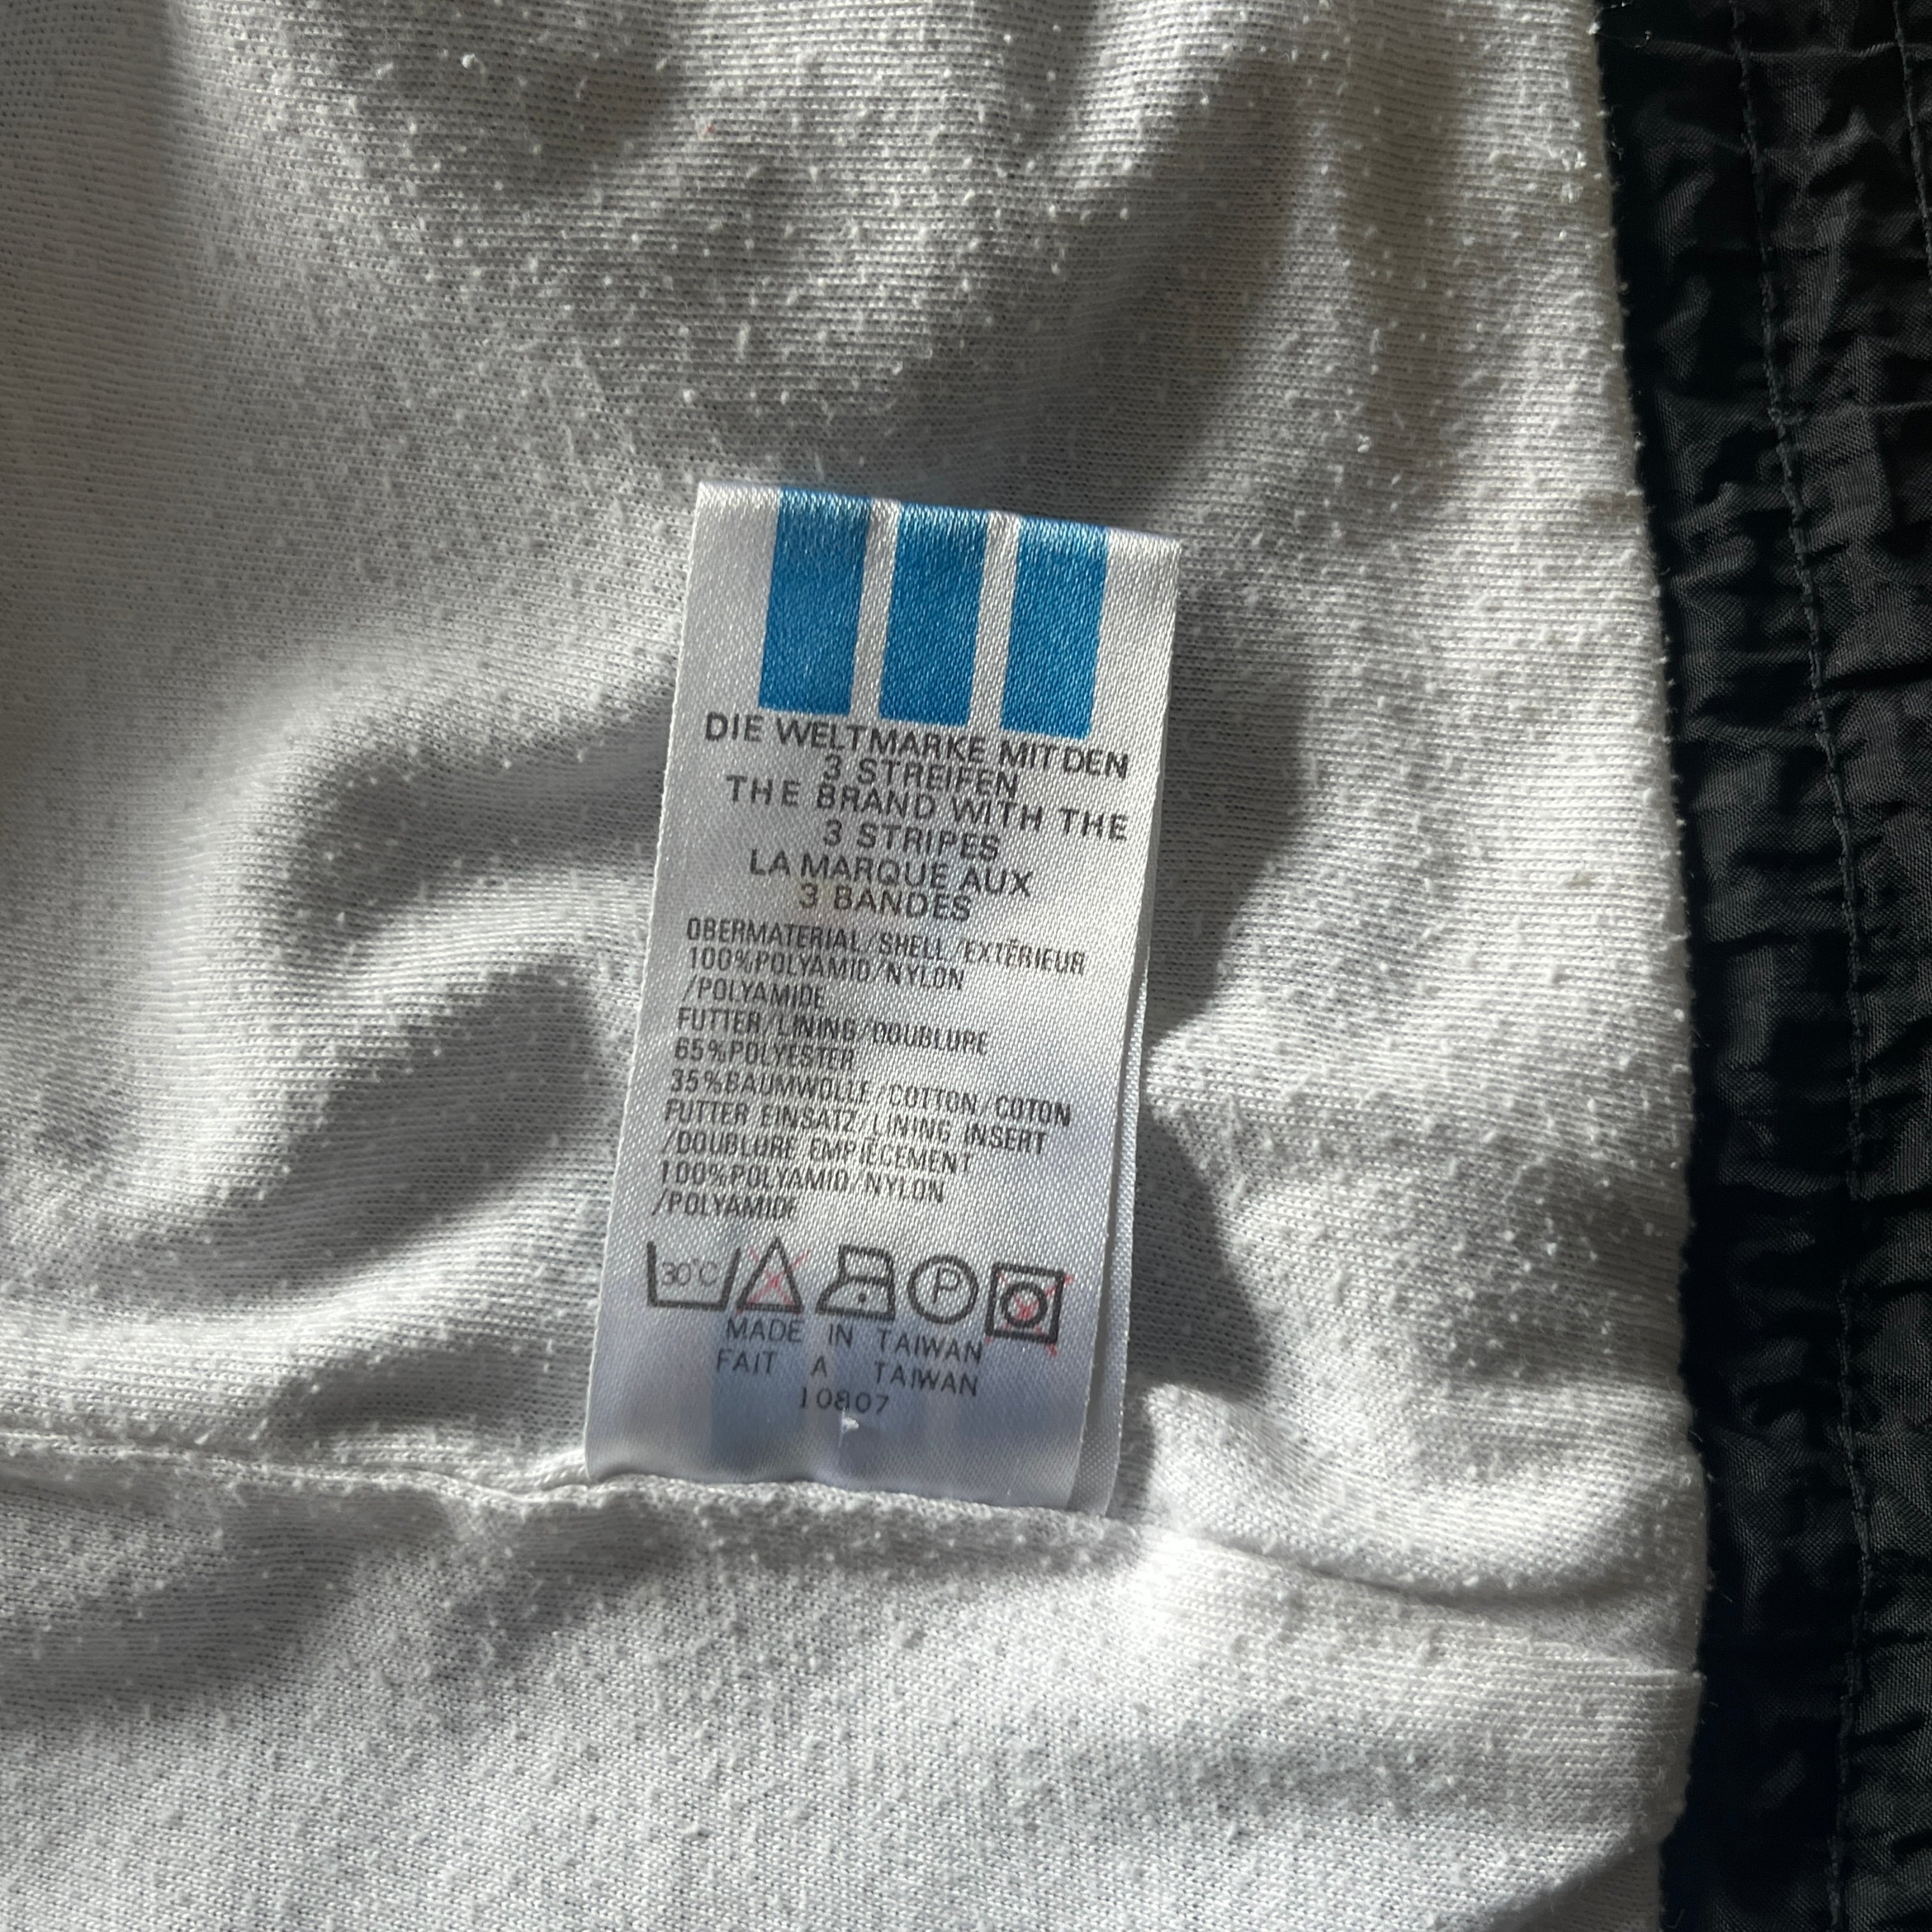 DIE WELTMARKE MIT DEN
3 STREIFEN
THE BRAND WITH THE
3 STRIPES
LA MARQUE AUX
3 BANDES
OBERMATERIAL/SHELL/EXTÉRIEUR
100%POLYAMID/NYLON
/POLYAMIDE
FUTTER/LINING/DOUBLURE
65%POLYESTER
35%BAUMWOLLE/COTTON/COTON
FUTTER EINSATZ/LINING INSERT
/DOUBLURE EMPIÈCEMENT
100%POLYAMID/NYLON
/POLYAMIDE
30°C P
MADE IN TAIWAN
FAIT A TAIWAN
10807